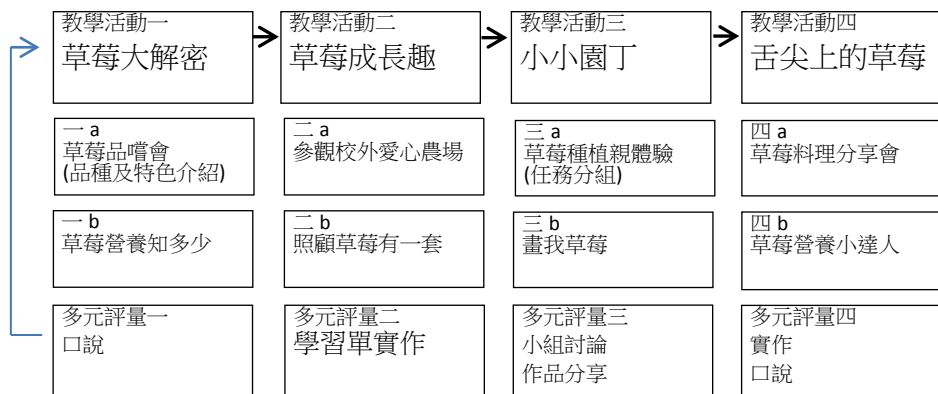 教學活動一
草莓大解密
教學活動二
草莓成長趣
教學活動三
小小園丁
教學活動四
舌尖上的草莓
一 a
草莓品嚐會
(品種及特色介紹)
二 a
參觀校外愛心農場
三 a
草莓種植親體驗
(任務分組)
四 a
草莓料理分享會
一 b
草莓營養知多少
二 b
照顧草莓有一套
三 b
畫我草莓
四 b
草莓營養小達人
多元評量一
口說
多元評量二
學習單實作
多元評量三
小組討論
作品分享
多元評量四
實作
口說